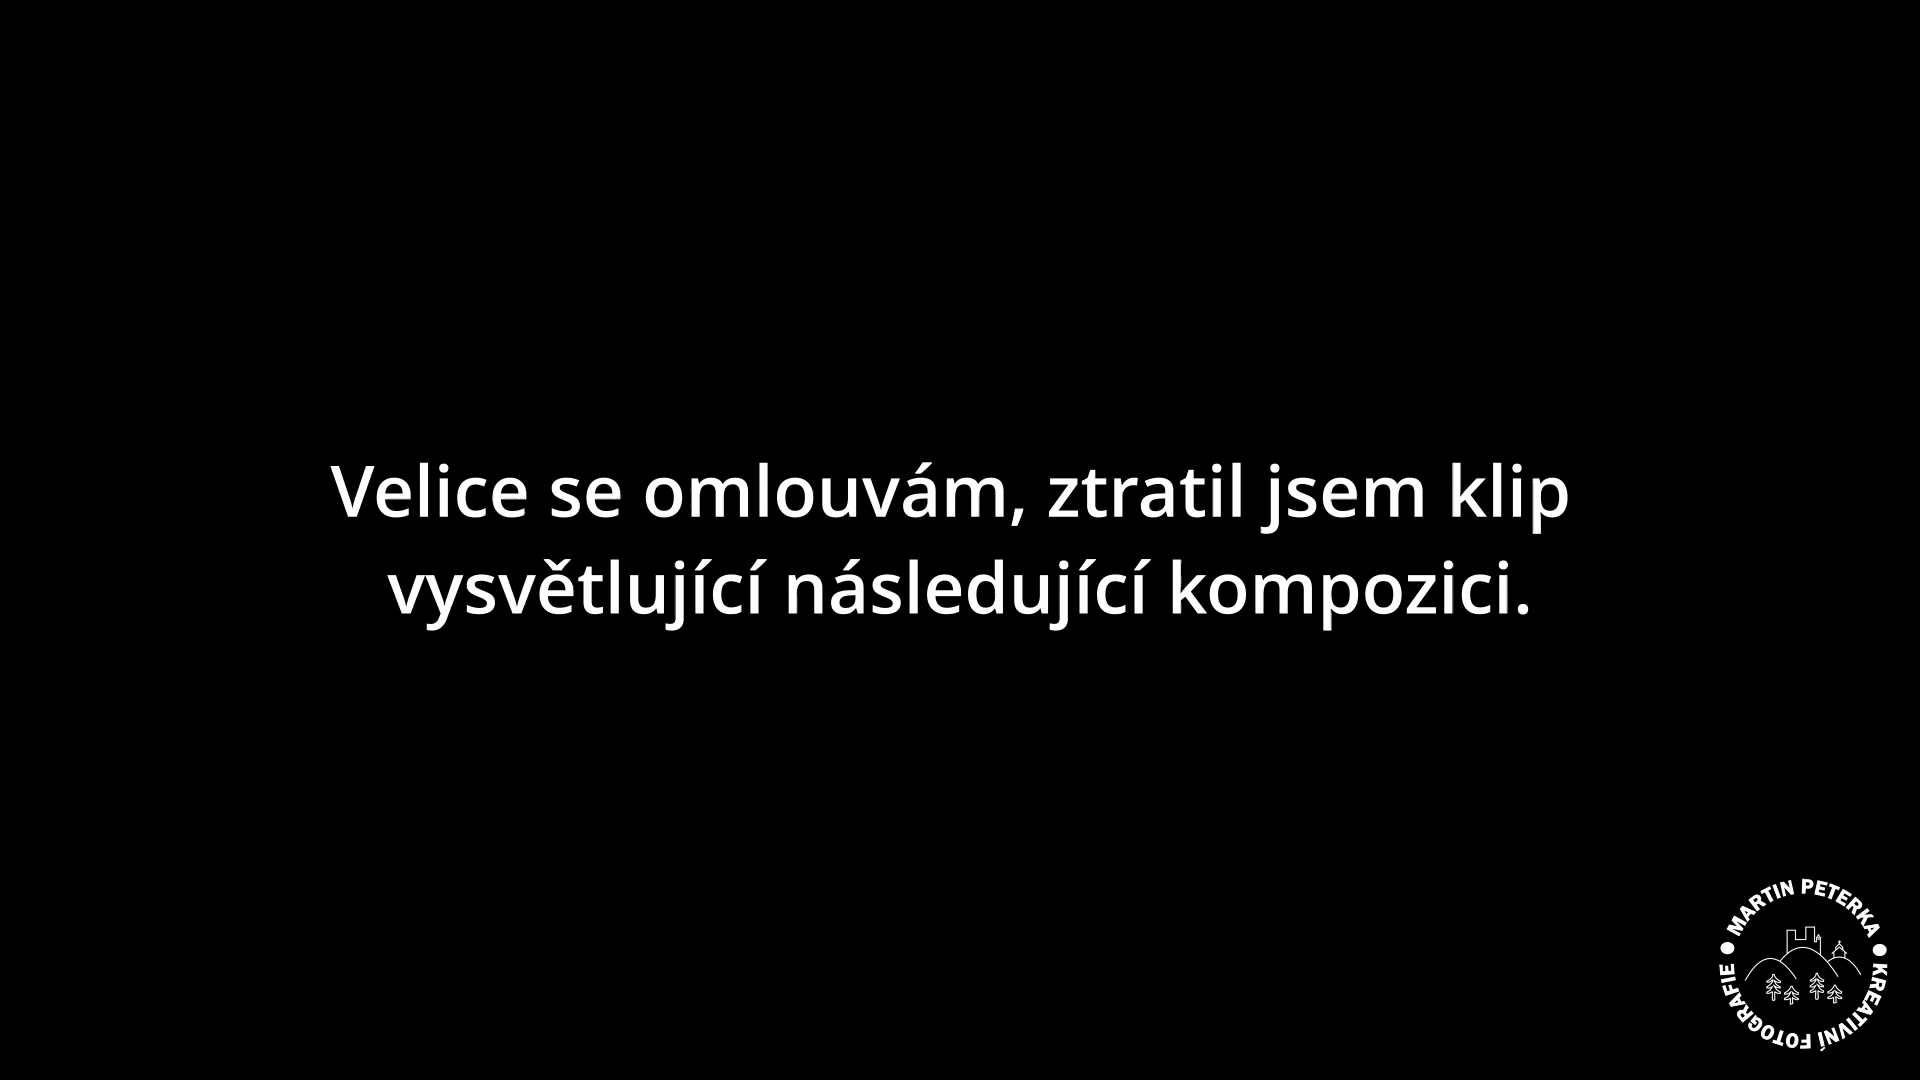 Velice se omlouvám, ztratil jsem klip
vysvětlující následující kompozici.
MARTIN PETERKA
KREATIVNÍ FOTOGRAFIE